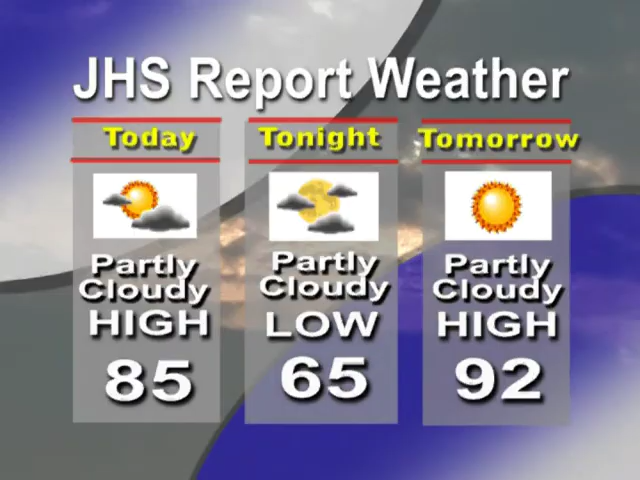 JHS Report Weather
Today
Partly
Cloudy
HIGH
85
Tonight
Partly
Cloudy
LOW
65
Tomorrow
Partly
Cloudy
HIGH
92